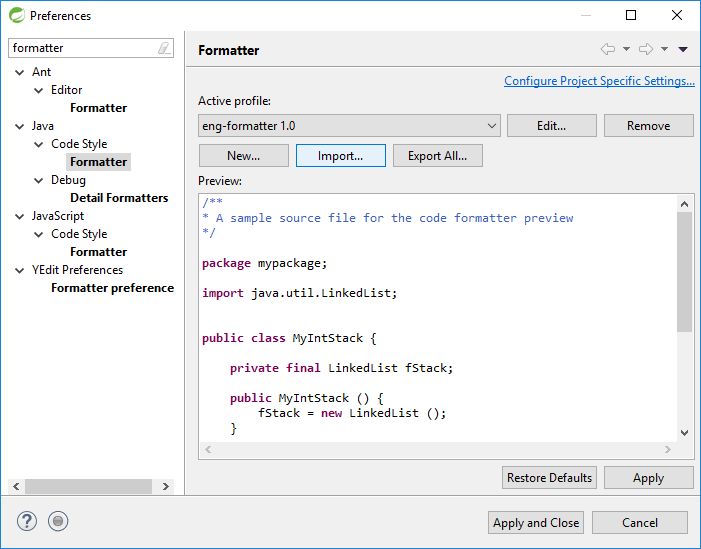 Preferences
formatter
Ant
Editor
Formatter
Java
Code Style
Formatter
Debug
Detail Formatters
JavaScript
Code Style
Formatter
YEdit Preferences
Formatter preference
Formatter
Configure Project Specific Settings...
Active profile:
eng-formatter 1.0
Edit...
Remove
New...
Import...
Export All...
Preview:
/**
* A sample source file for the code formatter preview
*/
package mypackage;
import java.util.LinkedList;
public class MyIntStack {
private final LinkedList fStack;
public MyIntStack () {
fStack = new LinkedList ();
}
Restore Defaults
Apply
?
Apply and Close
Cancel